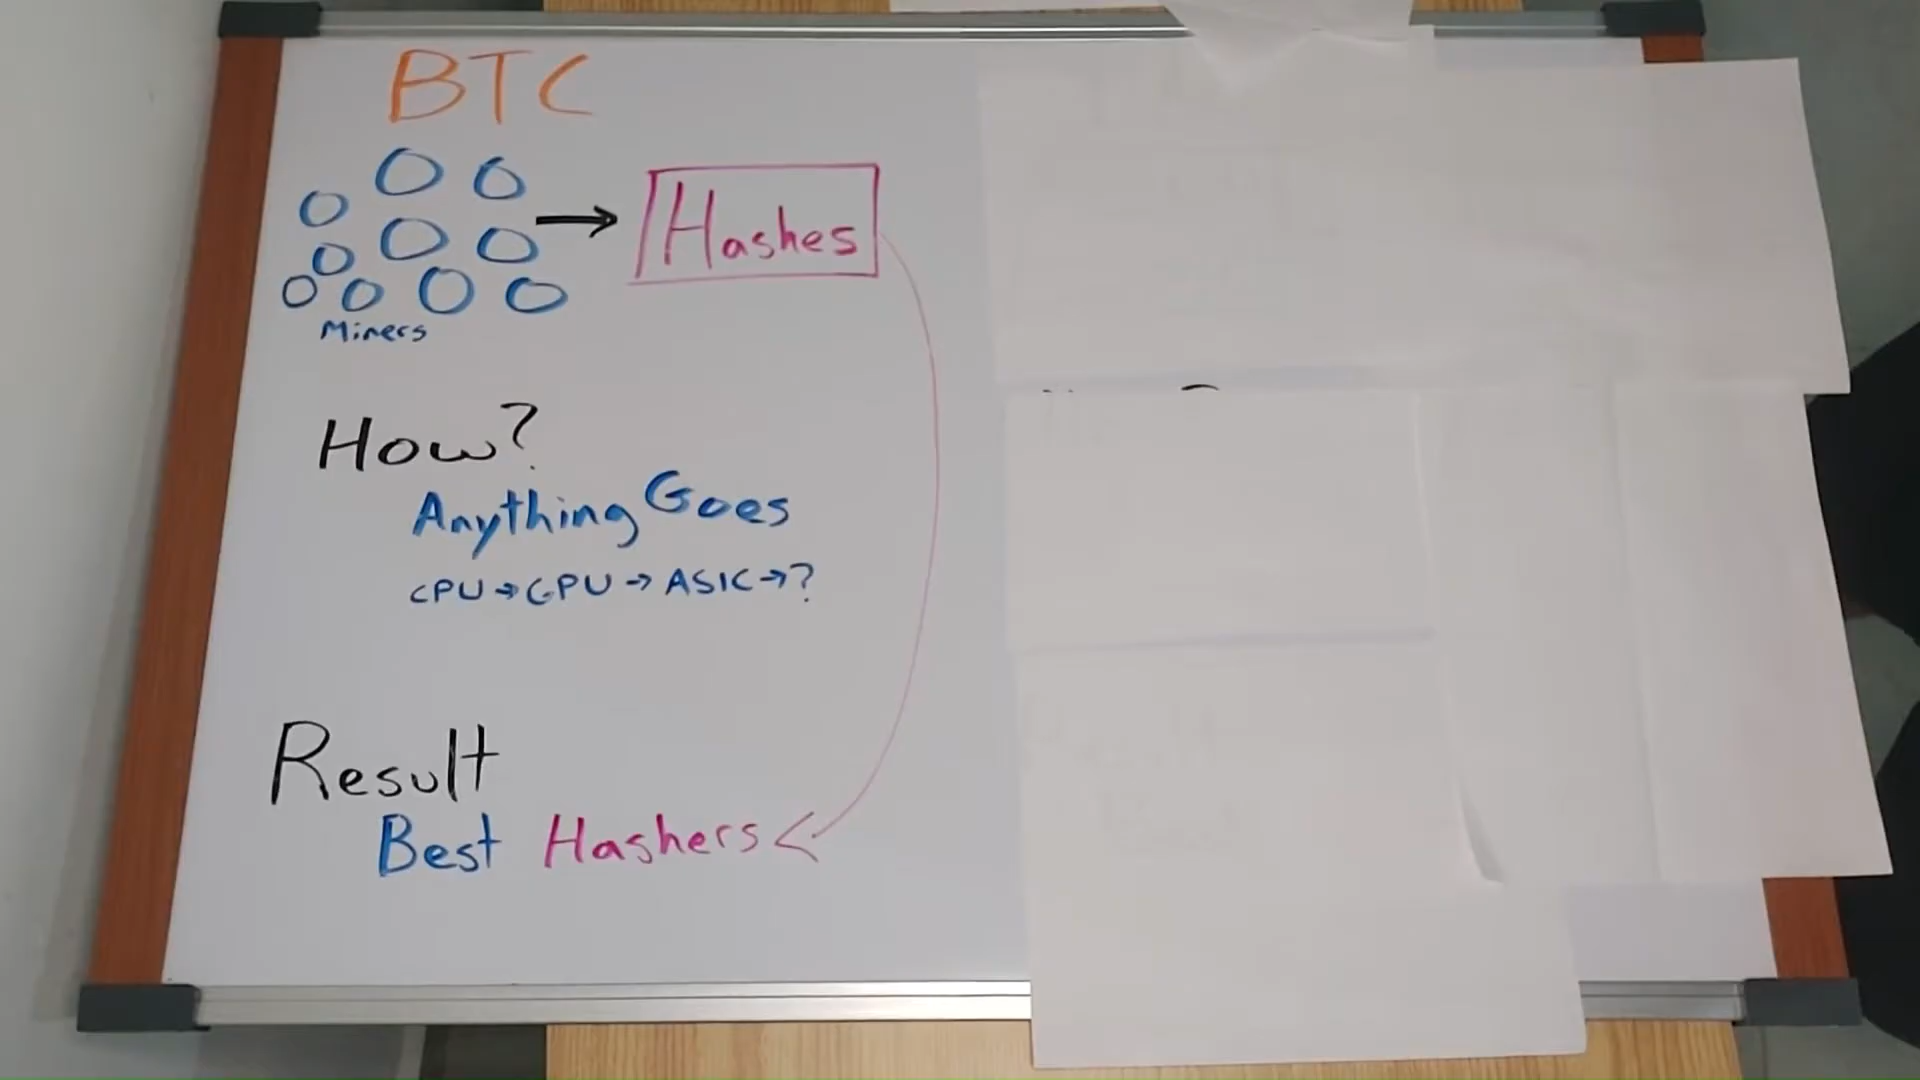 BTC
Hashes
Miners
How?
Anything Goes
CPU → GPU → ASIC → ?
Result
Best Hashers